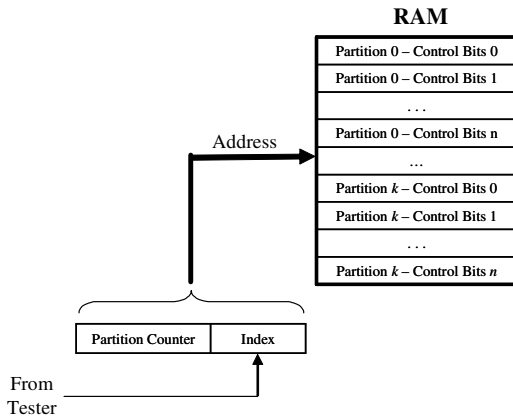 RAM
Partition 0 – Control Bits 0
Partition 0 – Control Bits 1
. . .
Partition 0 – Control Bits n
...
Partition k – Control Bits 0
Partition k – Control Bits 1
. . .
Partition k – Control Bits n
Address
Partition Counter
Index
From
Tester